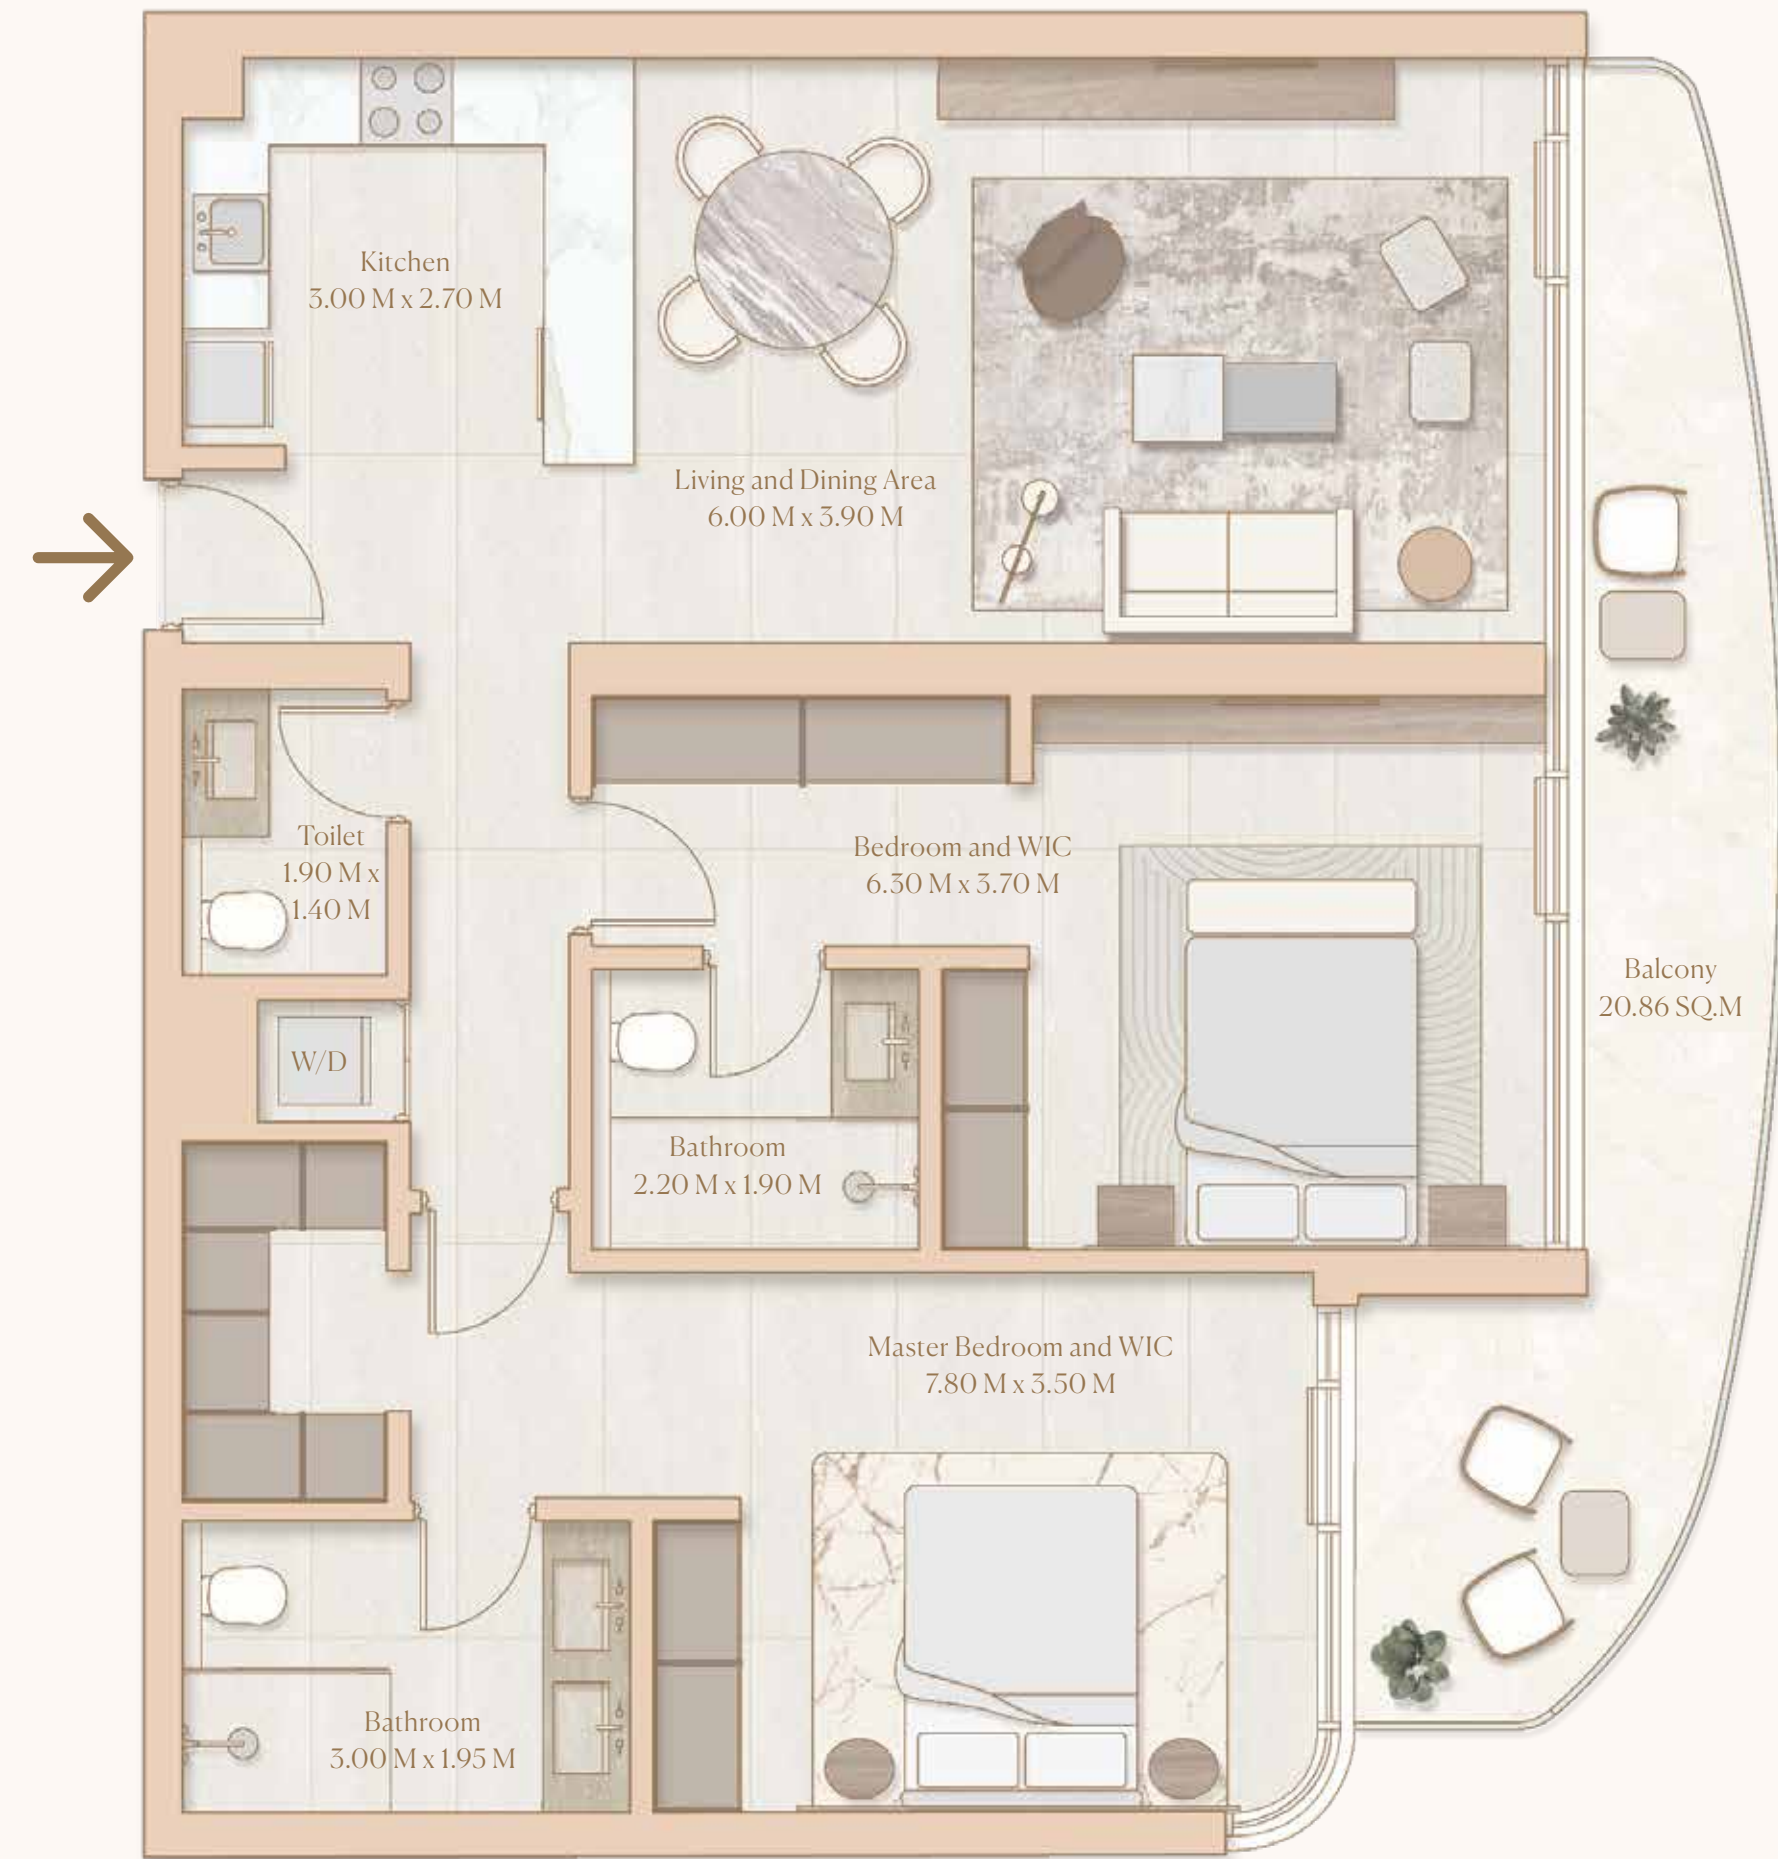 Kitchen
3.00 M x 2.70 M
Living and Dining Area
6.00 M x 3.90 M
Toilet
1.90 M x
1.40 M
Bedroom and WIC
6.30 M x 3.70 M
Balcony
20.86 SQ.M
W/D
Bathroom
2.20 M x 1.90 M
Master Bedroom and WIC
7.80 M x 3.50 M
Bathroom
3.00 M x 1.95 M